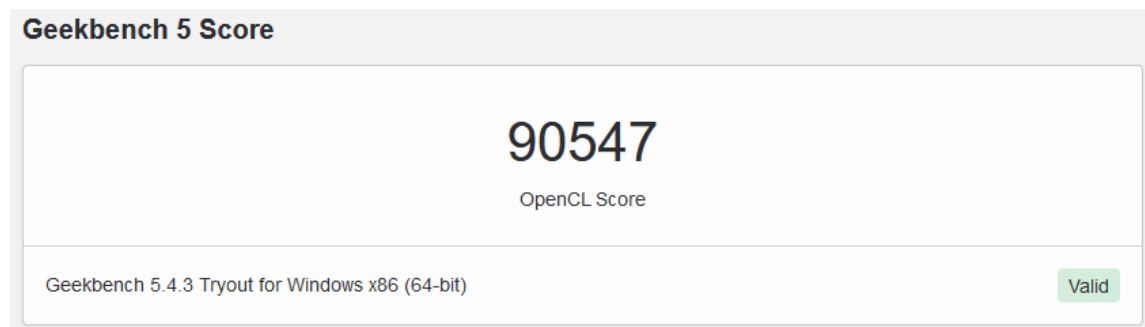 Geekbench 5 Score
90547
OpenCL Score
Geekbench 5.4.3 Tryout for Windows x86 (64-bit)
Valid